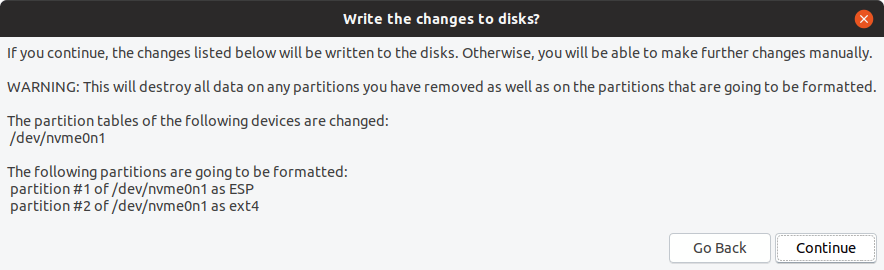 Write the changes to disks?
If you continue, the changes listed below will be written to the disks. Otherwise, you will be able to make further changes manually.
WARNING: This will destroy all data on any partitions you have removed as well as on the partitions that are going to be formatted.
The partition tables of the following devices are changed:
/dev/nvme0n1
The following partitions are going to be formatted:
partition #1 of /dev/nvme0n1 as ESP
partition #2 of /dev/nvme0n1 as ext4
Go Back
Continue